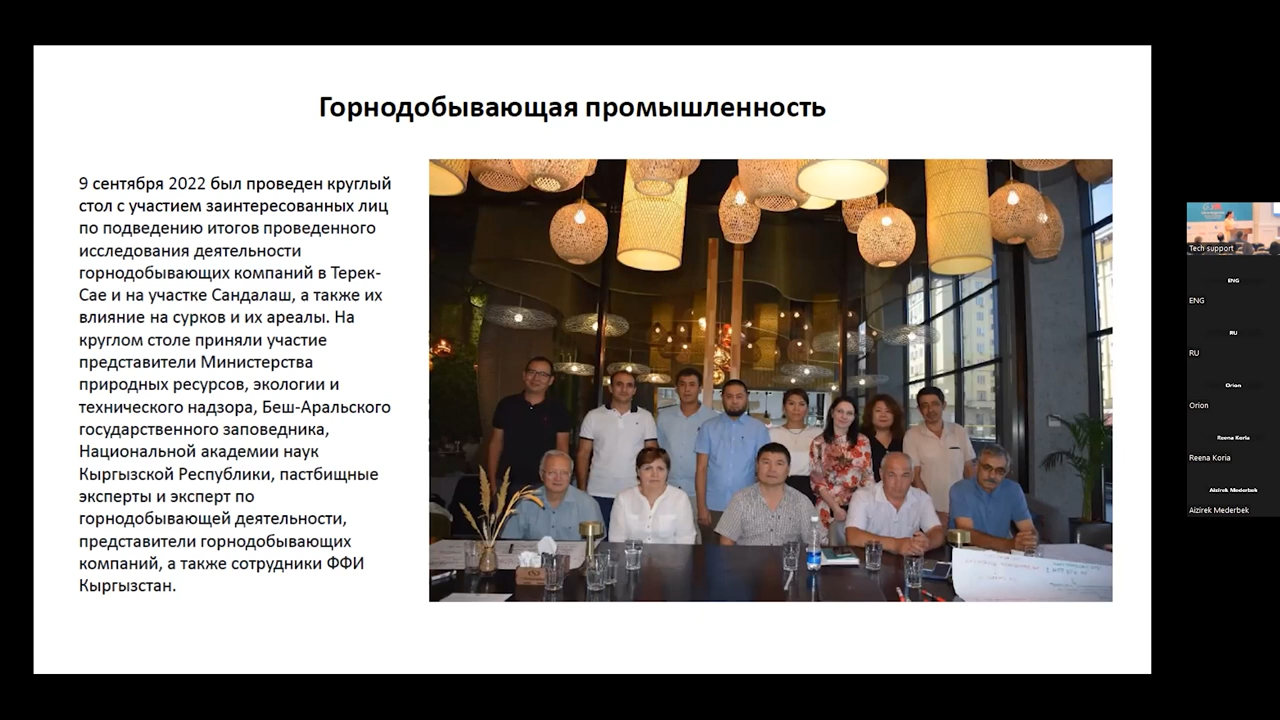 Горнодобывающая промышленность
9 сентября 2022 был проведен круглый
стол с участием заинтересованных лиц
по подведению итогов проведенного
исследования деятельности
горнодобывающих компаний в Терек-
Сае и на участке Сандалаш, а также их
влияние на сурков и их ареалы. На
круглом столе приняли участие
представители Министерства
природных ресурсов, экологии и
технического надзора, Беш-Аральского
государственного заповедника,
Национальной академии наук
Кыргызской Республики, пастбищные
эксперты и эксперт по
горнодобывающей деятельности,
представители горнодобывающих
компаний, а также сотрудники ФФИ
Кыргызстан.
Tech support
ENG
ENG
RU
RU
Orion
Orion
Reena Koria
Reena Koria
Aizirek Mederbek
Aizirek Mederbek